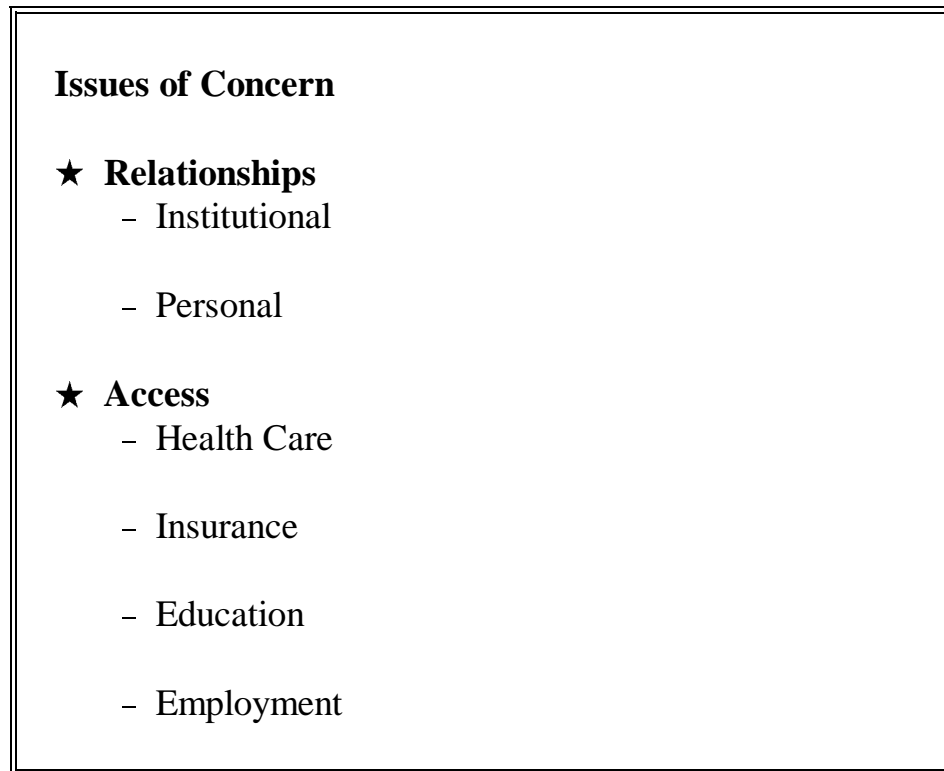 Issues of Concern
★ Relationships
– Institutional
– Personal
★ Access
– Health Care
– Insurance
– Education
– Employment